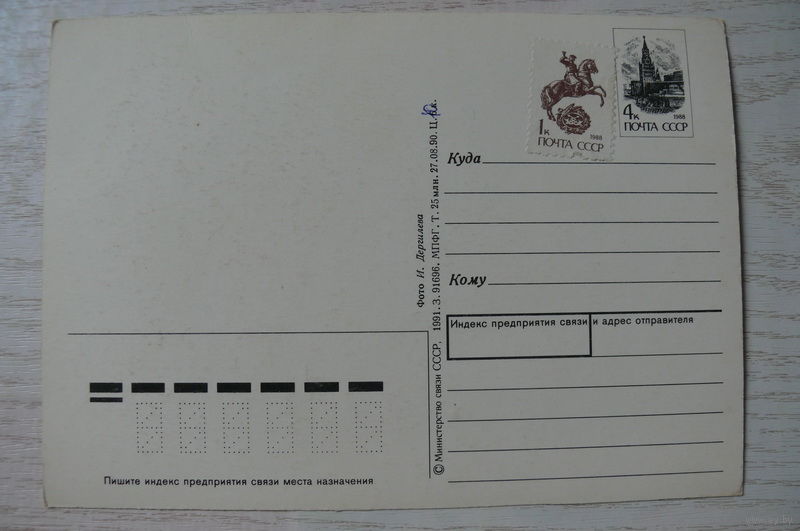 1к
1988
ПОЧТА СССР
4к
1988
ПОЧТА СССР
Куда
Кому
Индекс предприятия связи и адрес отправителя
Фото И. Дергилева
© Министерство связи СССР, 1991. З. 91696. МПФГ. Т. 25 млн. 27.08.90. Ц. к.
Пишите индекс предприятия связи места назначения